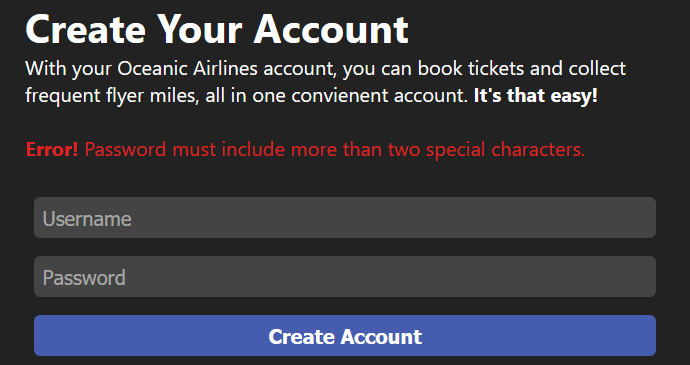 Create Your Account
With your Oceanic Airlines account, you can book tickets and collect
frequent flyer miles, all in one convienent account. It's that easy!
Error! Password must include more than two special characters.
Username
Password
Create Account